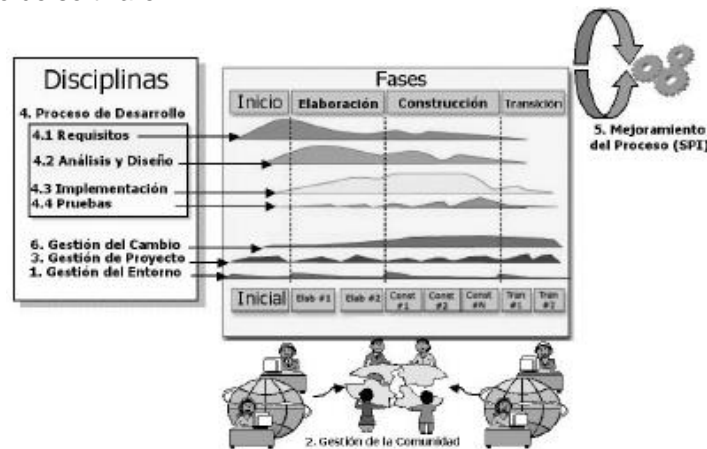 Disciplinas
4. Proceso de Desarrollo
4.1 Requisitos
4.2 Análisis y Diseño
4.3 Implementación
4.4 Pruebas
6. Gestión del Cambio
3. Gestión de Proyecto
1. Gestión del Entorno
Fases
Inicio
Elaboración
Construcción
Transición
Inicial
Elab #1
Elab #2
Const
#1
Const
#2
Const
#N
Tran
#1
Tran
#2
5. Mejoramiento
del Proceso (SPI)
2. Gestión de la Comunidad